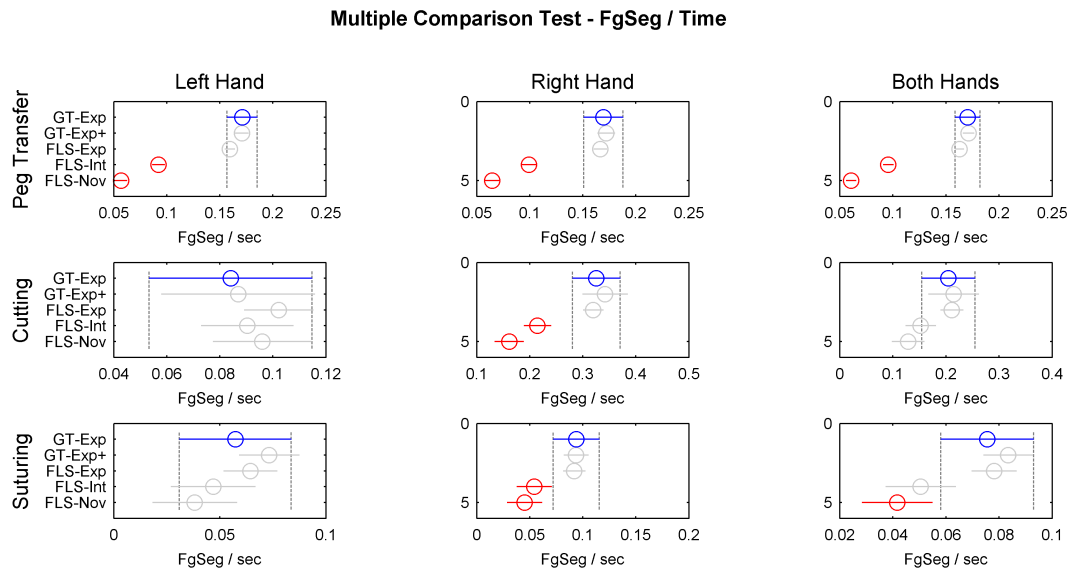 Multiple Comparison Test - FgSeg / Time
Left Hand
Right Hand
Both Hands
Peg Transfer
GT-Exp
GT-Exp+
FLS-Exp
FLS-Int
FLS-Nov
0.05 0.1 0.15 0.2 0.25
FgSeg / sec
0
5
0.05 0.1 0.15 0.2 0.25
FgSeg / sec
0
5
0.05 0.1 0.15 0.2 0.25
FgSeg / sec
Cutting
GT-Exp
GT-Exp+
FLS-Exp
FLS-Int
FLS-Nov
0.04 0.06 0.08 0.1 0.12
FgSeg / sec
0
5
0.1 0.2 0.3 0.4 0.5
FgSeg / sec
0
5
0 0.1 0.2 0.3 0.4
FgSeg / sec
Suturing
GT-Exp
GT-Exp+
FLS-Exp
FLS-Int
FLS-Nov
0 0.05 0.1
FgSeg / sec
0
5
0 0.05 0.1 0.15 0.2
FgSeg / sec
0
5
0.02 0.04 0.06 0.08 0.1
FgSeg / sec